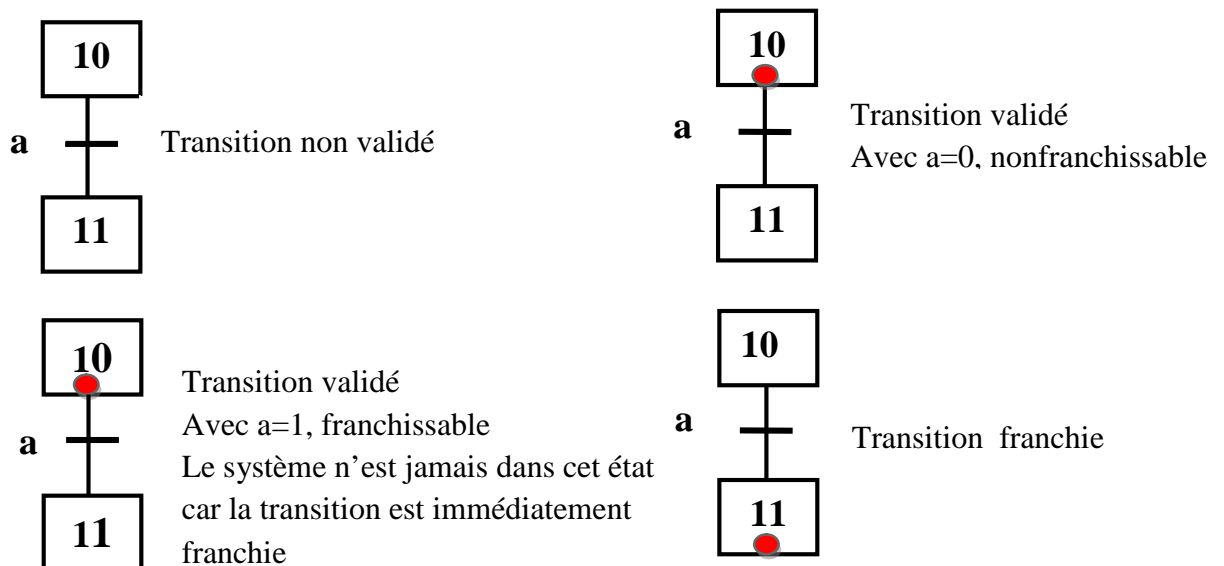 10
a
Transition non validé
11
10
a
Transition validé
Avec a=0, nonfranchissable
11
10
a
Transition validé
Avec a=1, franchissable
Le système n’est jamais dans cet état
car la transition est immédiatement
franchie
11
10
a
Transition franchie
11